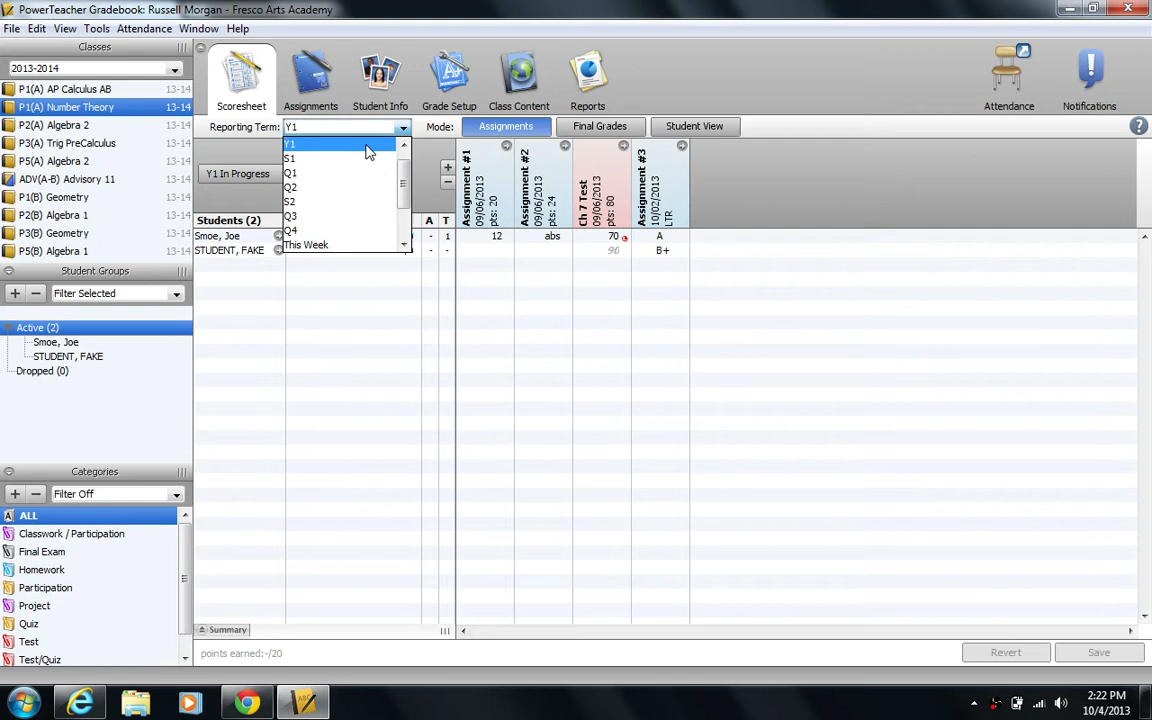 PowerTeacher Gradebook: Russell Morgan - Fresco Arts Academy
File Edit View Tools Attendance Window Help
Classes
2013-2014
P1(A) AP Calculus AB 13-14
P1(A) Number Theory 13-14
P2(A) Algebra 2 13-14
P3(A) Trig PreCalculus 13-14
P5(A) Algebra 2 13-14
ADV(A-B) Advisory 11 13-14
P1(B) Geometry 13-14
P2(B) Algebra 1 13-14
P3(B) Geometry 13-14
P5(B) Algebra 1 13-14
Student Groups
Filter Selected
Active (2)
Smoe, Joe
STUDENT, FAKE
Dropped (0)
Categories
Filter Off
ALL
Classwork / Participation
Final Exam
Homework
Participation
Project
Quiz
Test
Test/Quiz
Scoresheet Assignments Student Info Grade Setup Class Content Reports Attendance Notifications
Reporting Term: Y1 Mode: Assignments Final Grades Student View
Y1
S1
Q1
Q2
S2
Q3
Q4
This Week
Y1 In Progress
Assignment #1
09/06/2013
pts: 20
Assignment #2
09/06/2013
pts: 24
Ch 7 Test
09/06/2013
pts: 80
Assignment #3
10/02/2013
LTR
Students (2) A T
Smoe, Joe - 1 12 abs 70 A
STUDENT, FAKE - - 90 B+
Summary
points earned:-/20
Revert Save
2:22 PM
10/4/2013